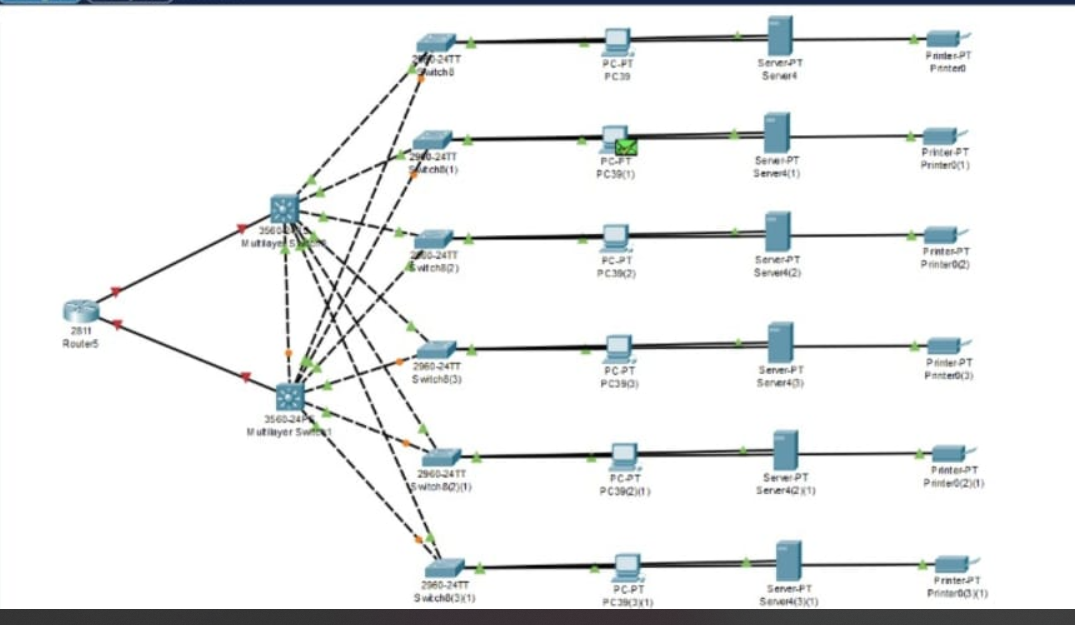 2960-24TT
Switch8
PC-PT
PC39
Server-PT
Server4
Printer-PT
Printer0
2960-24TT
Switch8(1)
PC-PT
PC39(1)
Server-PT
Server4(1)
Printer-PT
Printer0(1)
Multilayer Switch0
2960-24TT
Switch8(2)
PC-PT
PC39(2)
Server-PT
Server4(2)
Printer-PT
Printer0(2)
2811
Router5
2960-24TT
Switch8(3)
PC-PT
PC39(3)
Server-PT
Server4(3)
Printer-PT
Printer0(3)
3560-24PS
Multilayer Switch1
2960-24TT
Switch8(2)(1)
PC-PT
PC39(2)(1)
Server-PT
Server4(2)(1)
Printer-PT
Printer0(2)(1)
2960-24TT
Switch8(3)(1)
PC-PT
PC39(3)(1)
Server-PT
Server4(3)(1)
Printer-PT
Printer0(3)(1)